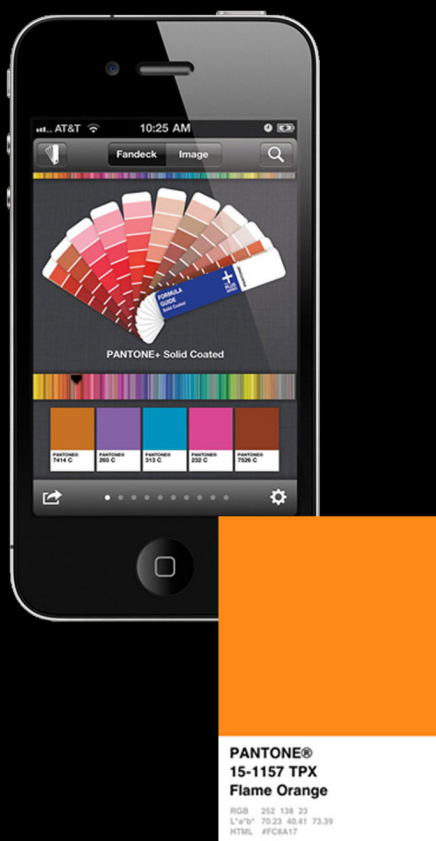 AT&T 10:25 AM
Fandeck Image
FORMULA
GUIDE
Solid Coated
PLUS
SERIES
PANTONE+ Solid Coated
PANTONE® PANTONE® PANTONE® PANTONE® PANTONE®
7414 C 265 C 313 C 232 C 7526 C
PANTONE®
15-1157 TPX
Flame Orange
RGB 252 138 23
L*a*b* 70.23 40.41 73.39
HTML #FC8A17